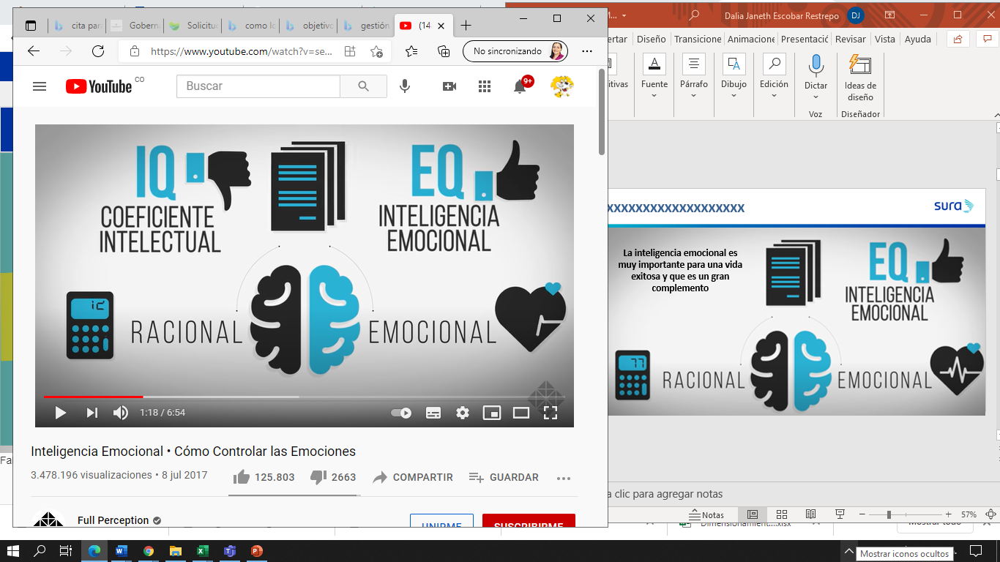 cita par
Gobern
Solicitud
como lo
objetivo
gestión
(14
https://www.youtube.com/watch?v=se...
No sincronizando
YouTube CO
Buscar
9+
IQ
COEFICIENTE
INTELECTUAL
EQ
INTELIGENCIA
EMOCIONAL
RACIONAL
EMOCIONAL
1:18 / 6:54
Inteligencia Emocional • Cómo Controlar las Emociones
3.478.196 visualizaciones • 8 jul 2017
125.803
2663
COMPARTIR
GUARDAR
Full Perception
UNIRME
SUSCRIBIRME
M...
Dalia Janeth Escobar Restrepo
DJ
ertar
Diseño
Transicione
Animacione
Presentació
Revisar
Vista
Ayuda
sitivas
Fuente
Párrafo
Dibujo
Edición
Dictar
Ideas de
diseño
Voz
Diseñador
xxxxxxxxxxxxxxxxxxx
sura
La inteligencia emocional es
muy importante para una vida
exitosa y que es un gran
complemento
EQ
INTELIGENCIA
EMOCIONAL
77
RACIONAL
EMOCIONAL
a clic para agregar notas
Notas
57%
Fa
Dimensionamient....xlsx
Mostrar todo
Mostrar iconos ocultos